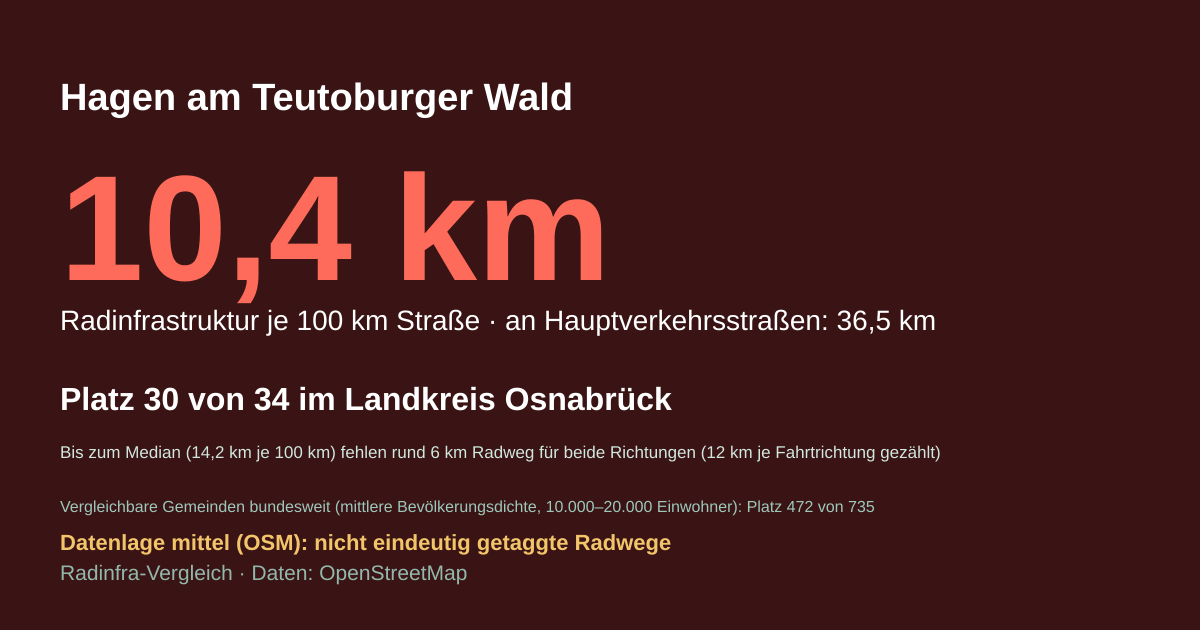 Hagen am Teutoburger Wald
10,4 km
Radinfrastruktur je 100 km Straße · an Hauptverkehrsstraßen: 36,5 km
Platz 30 von 34 im Landkreis Osnabrück
Bis zum Median (14,2 km je 100 km) fehlen rund 6 km Radweg für beide Richtungen (12 km je Fahrtrichtung gezählt)
Vergleichbare Gemeinden bundesweit (mittlere Bevölkerungsdichte, 10.000–20.000 Einwohner): Platz 472 von 735
Datenlage mittel (OSM): nicht eindeutig getaggte Radwege
Radinfra-Vergleich · Daten: OpenStreetMap